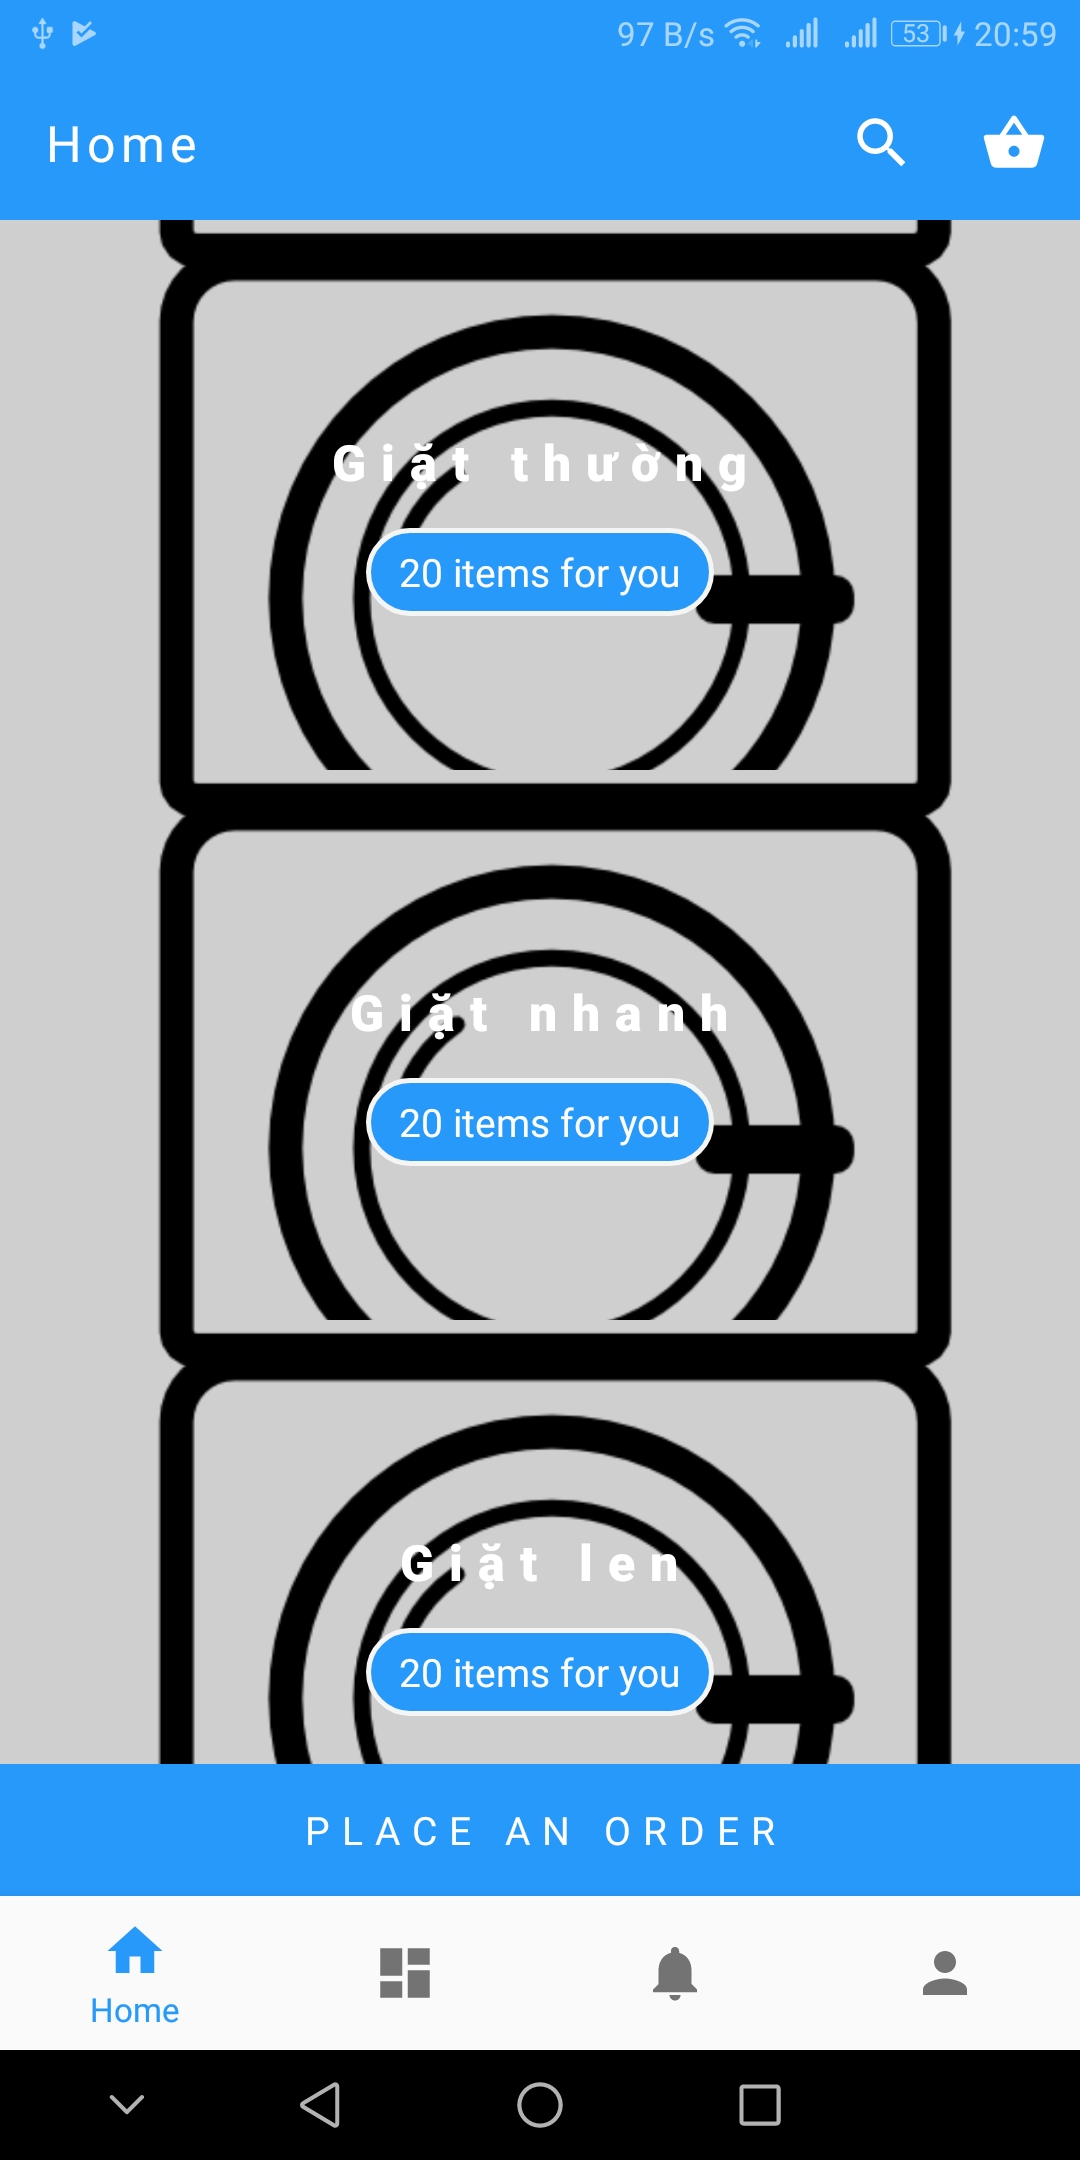 97 B/s 53 20:59
Home
Giặt thường
20 items for you
Giặt nhanh
20 items for you
Giặt len
20 items for you
PLACE AN ORDER
Home